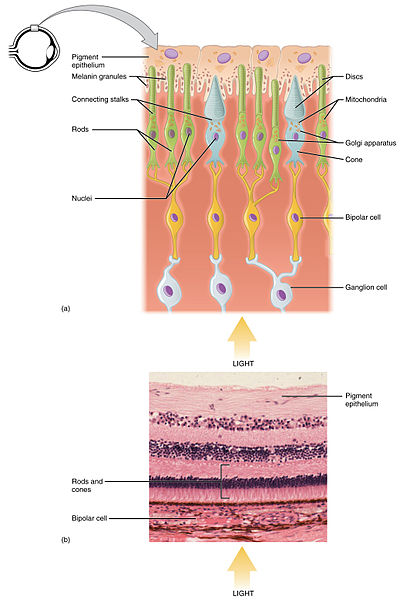 Pigment
epithelium
Melanin granules
Connecting stalks
Rods
Nuclei
Discs
Mitochondria
Golgi apparatus
Cone
Bipolar cell
Ganglion cell
(a)
LIGHT
Pigment
epithelium
Rods and
cones
Bipolar cell
(b)
LIGHT